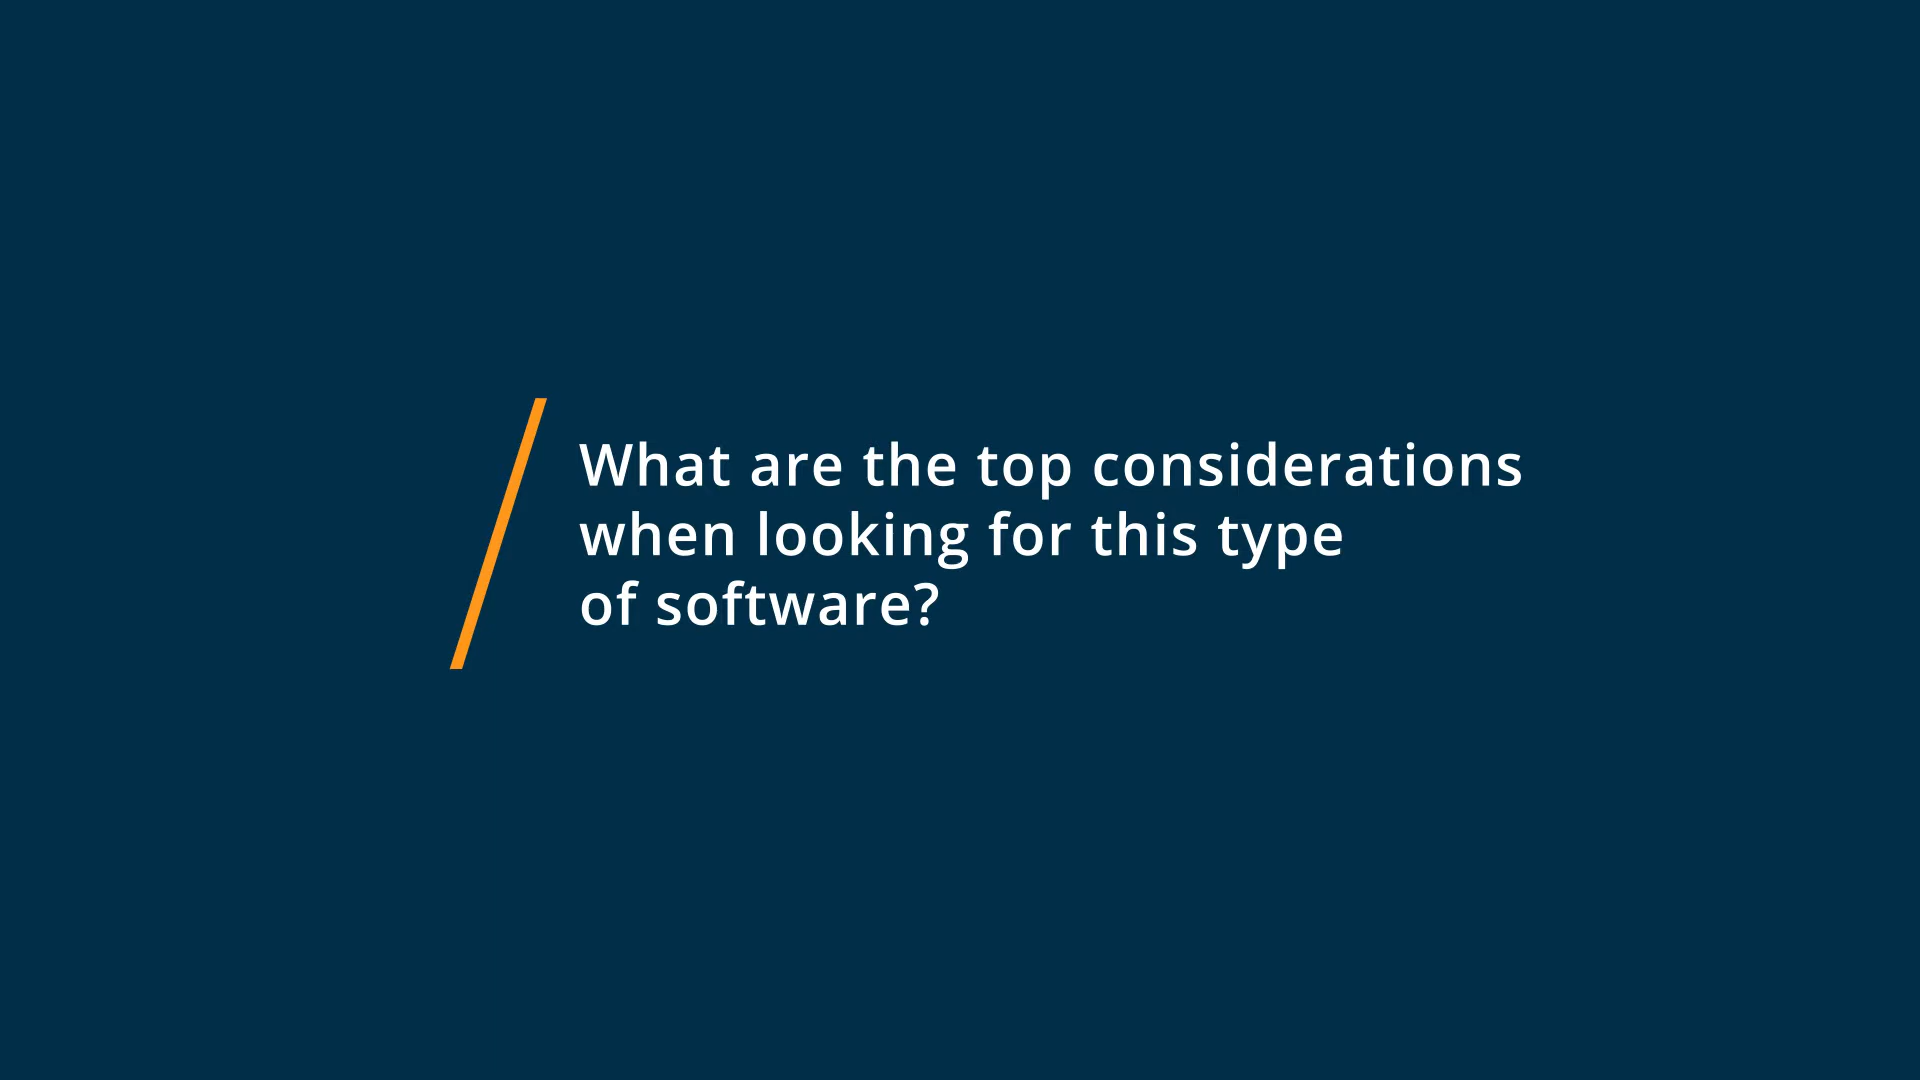 What are the top considerations
when looking for this type
of software?